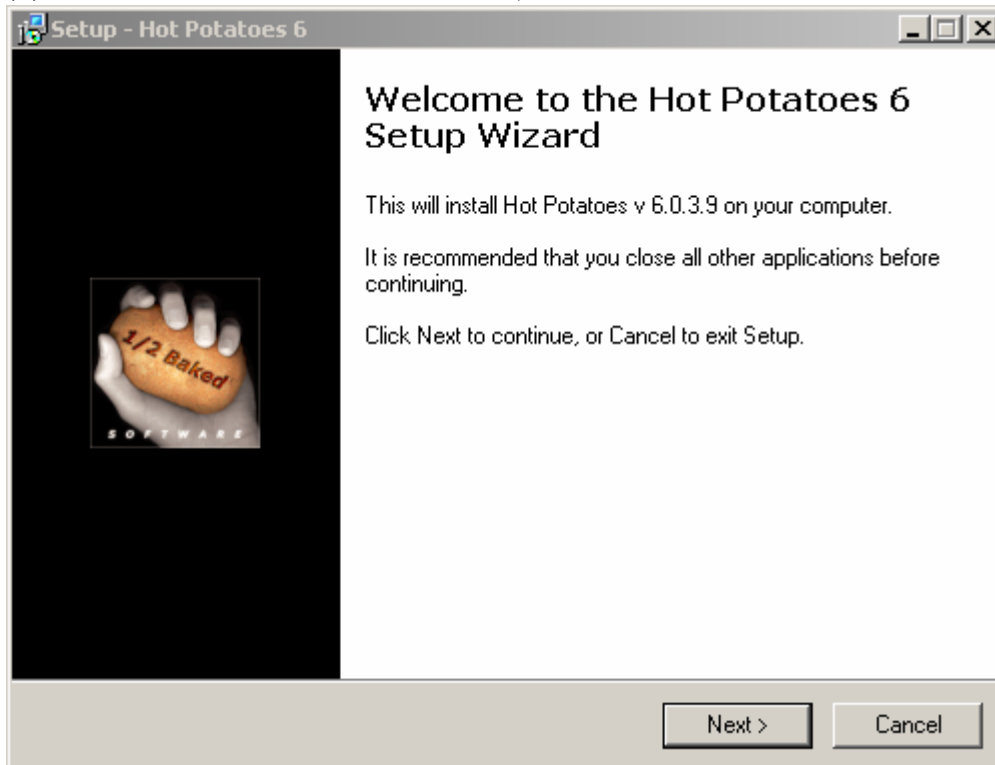 Setup - Hot Potatoes 6
Welcome to the Hot Potatoes 6
Setup Wizard
This will install Hot Potatoes v 6.0.3.9 on your computer.
It is recommended that you close all other applications before
continuing.
Click Next to continue, or Cancel to exit Setup.
1/2 Baked
SOFTWARE
Next >
Cancel